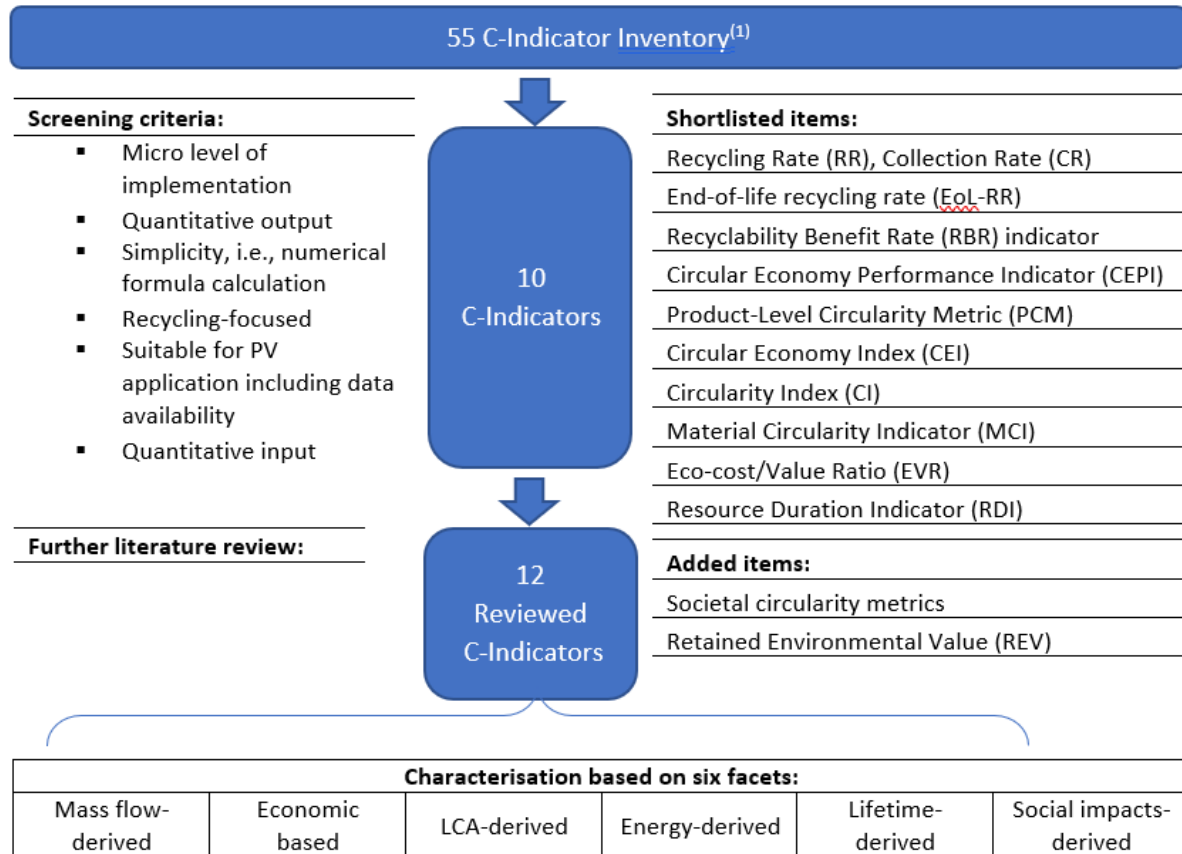 55 C-Indicator Inventory(1)
Screening criteria:
▪ Micro level of
implementation
▪ Quantitative output
▪ Simplicity, i.e., numerical
formula calculation
▪ Recycling-focused
▪ Suitable for PV
application including data
availability
▪ Quantitative input
10
C-Indicators
Shortlisted items:
Recycling Rate (RR), Collection Rate (CR)
End-of-life recycling rate (EoL-RR)
Recyclability Benefit Rate (RBR) indicator
Circular Economy Performance Indicator (CEPI)
Product-Level Circularity Metric (PCM)
Circular Economy Index (CEI)
Circularity Index (CI)
Material Circularity Indicator (MCI)
Eco-cost/Value Ratio (EVR)
Resource Duration Indicator (RDI)
Further literature review:
12
Reviewed
C-Indicators
Added items:
Societal circularity metrics
Retained Environmental Value (REV)
Characterisation based on six facets:
Mass flow-
derived
Economic
based
LCA-derived
Energy-derived
Lifetime-
derived
Social impacts-
derived